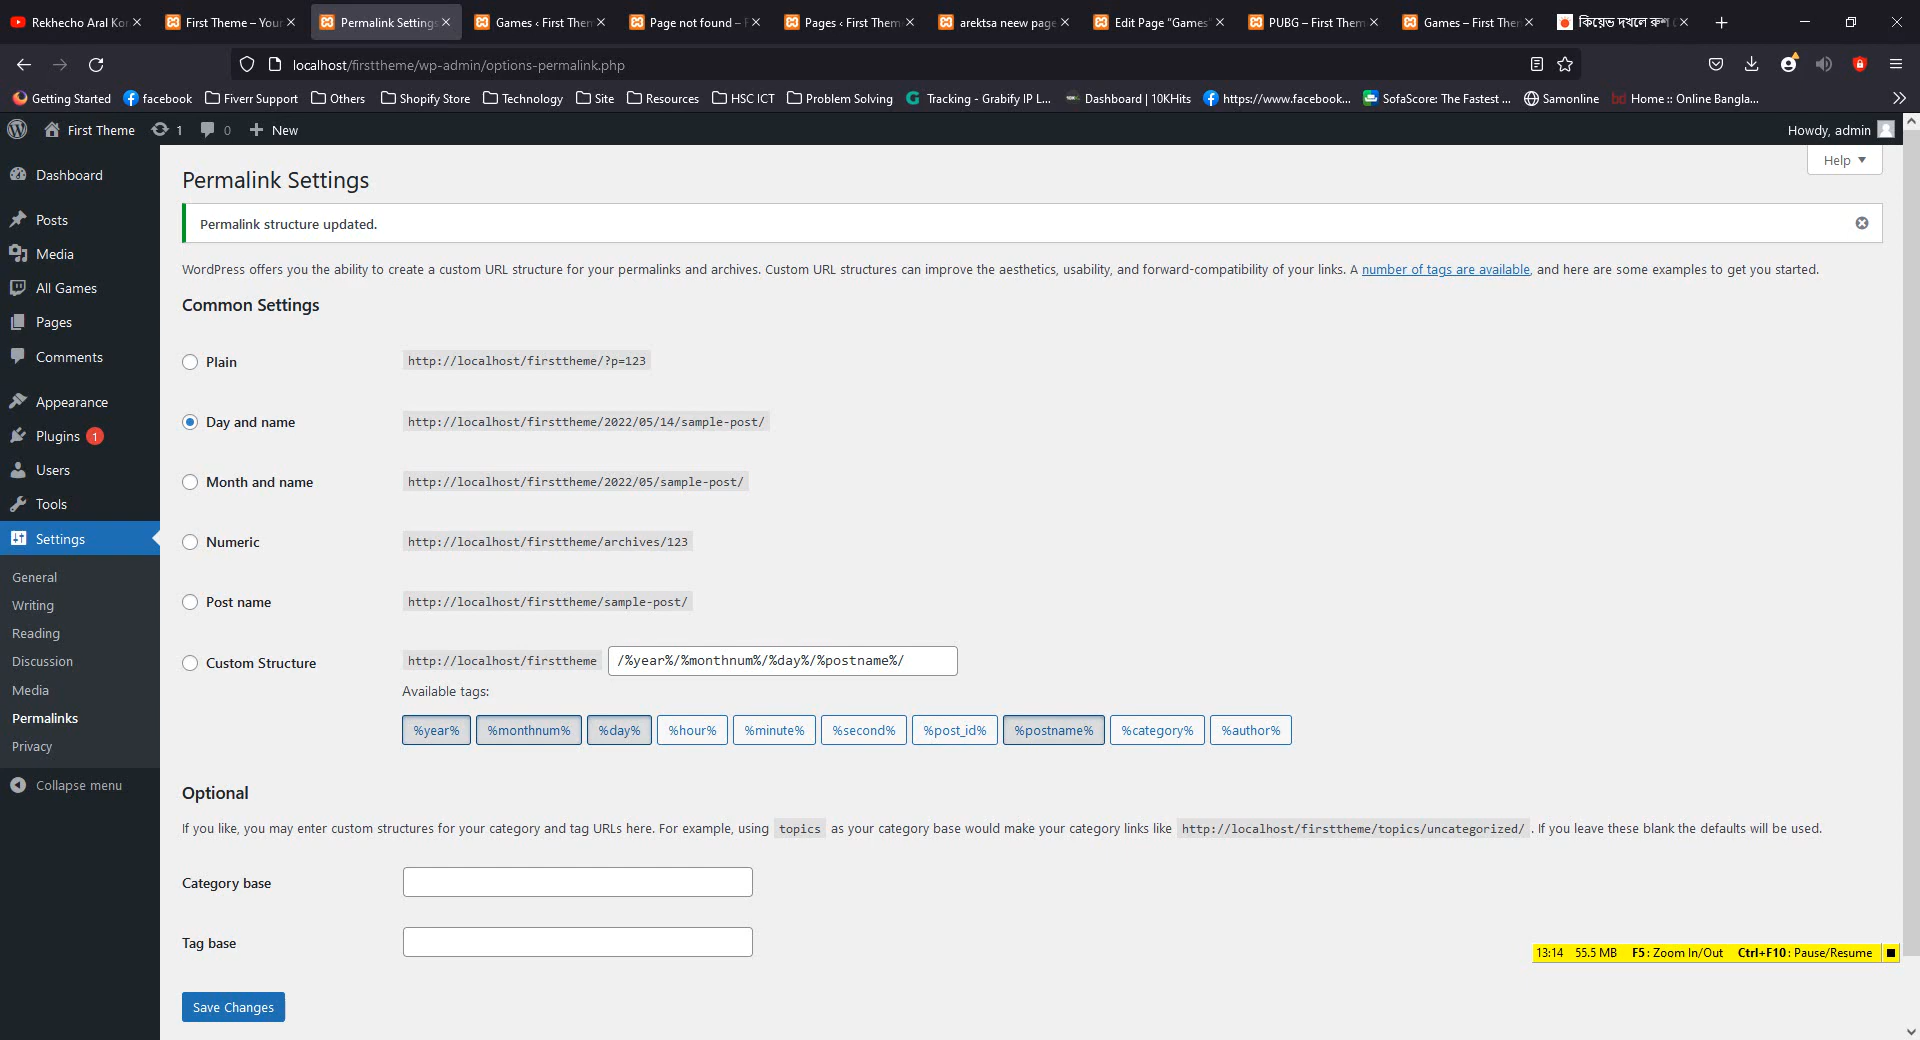 Rekhecho Aral Kor
First Theme – Your
Permalink Settings
Games ‹ First Them
Page not found –
Pages ‹ First Theme
arektsa neew page
Edit Page "Games"
PUBG – First Them
Games – First Ther
কিয়েভ দখলে রুশ
localhost/firsttheme/wp-admin/options-permalink.php
Getting Started facebook Fiverr Support Others Shopify Store Technology Site Resources HSC ICT Problem Solving Tracking - Grabify IP L... Dashboard | 10KHits https://www.facebook... SofaScore: The Fastest ... Samonline Home :: Online Bangla...
First Theme 1 0 + New Howdy, admin
Help
Dashboard
Posts
Media
All Games
Pages
Comments
Appearance
Plugins 1
Users
Tools
Settings
General
Writing
Reading
Discussion
Media
Permalinks
Privacy
Collapse menu
Permalink Settings
Permalink structure updated.
WordPress offers you the ability to create a custom URL structure for your permalinks and archives. Custom URL structures can improve the aesthetics, usability, and forward-compatibility of your links. A number of tags are available, and here are some examples to get you started.
Common Settings
Plain http://localhost/firsttheme/?p=123
Day and name http://localhost/firsttheme/2022/05/14/sample-post/
Month and name http://localhost/firsttheme/2022/05/sample-post/
Numeric http://localhost/firsttheme/archives/123
Post name http://localhost/firsttheme/sample-post/
Custom Structure http://localhost/firsttheme /%year%/%monthnum%/%day%/%postname%/
Available tags:
%year% %monthnum% %day% %hour% %minute% %second% %post_id% %postname% %category% %author%
Optional
If you like, you may enter custom structures for your category and tag URLs here. For example, using topics as your category base would make your category links like http://localhost/firsttheme/topics/uncategorized/ . If you leave these blank the defaults will be used.
Category base
Tag base
13:14 55.5 MB F5: Zoom In/Out Ctrl+F10: Pause/Resume
Save Changes